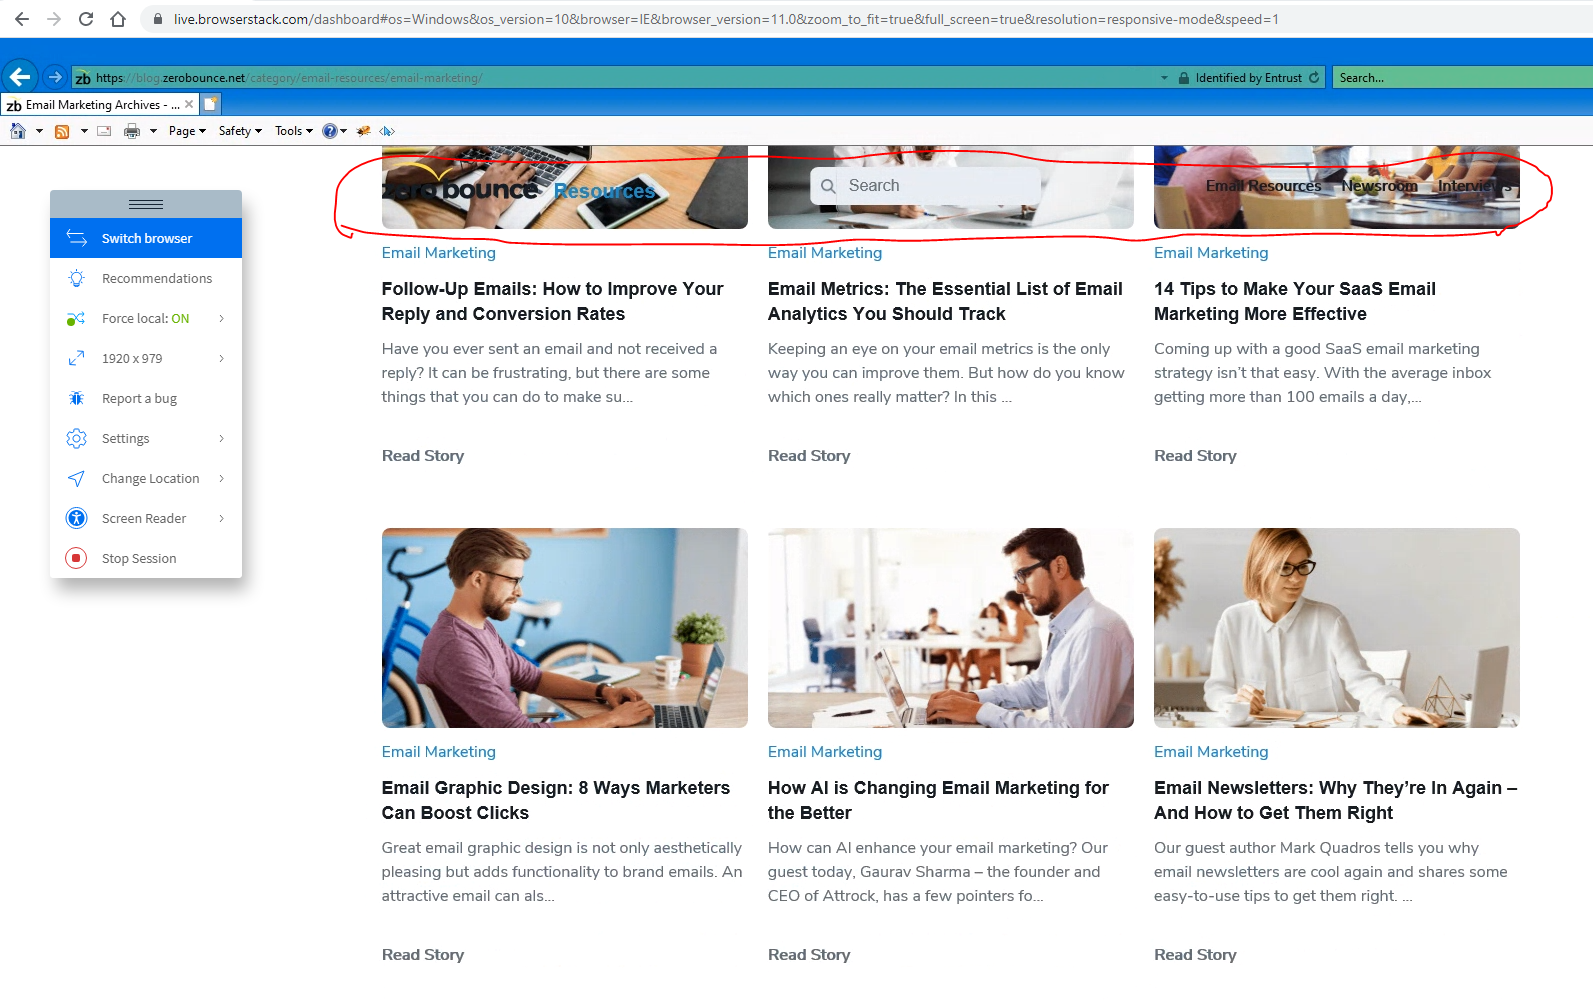 live.browserstack.com/dashboard#os=Windows&os_version=10&browser=IE&browser_version=11.0&zoom_to_fit=true&full_screen=true&resolution=responsive-mode&speed=1
zb https://blog.zerobounce.net/category/email-resources/email-marketing/ Identified by Entrust Search...
zb Email Marketing Archives - ...
Page Safety Tools
zero bounce Resources Search Email Resources Newsroom Interviews
Switch browser
Recommendations
Force local: ON
1920 x 979
Report a bug
Settings
Change Location
Screen Reader
Stop Session
Email Marketing
Follow-Up Emails: How to Improve Your
Reply and Conversion Rates
Have you ever sent an email and not received a
reply? It can be frustrating, but there are some
things that you can do to make su...
Read Story
Email Marketing
Email Metrics: The Essential List of Email
Analytics You Should Track
Keeping an eye on your email metrics is the only
way you can improve them. But how do you know
which ones really matter? In this ...
Read Story
Email Marketing
14 Tips to Make Your SaaS Email
Marketing More Effective
Coming up with a good SaaS email marketing
strategy isn't that easy. With the average inbox
getting more than 100 emails a day,...
Read Story
Email Marketing
Email Graphic Design: 8 Ways Marketers
Can Boost Clicks
Great email graphic design is not only aesthetically
pleasing but adds functionality to brand emails. An
attractive email can als...
Read Story
Email Marketing
How AI is Changing Email Marketing for
the Better
How can AI enhance your email marketing? Our
guest today, Gaurav Sharma – the founder and
CEO of Attrock, has a few pointers fo...
Read Story
Email Marketing
Email Newsletters: Why They're In Again –
And How to Get Them Right
Our guest author Mark Quadros tells you why
email newsletters are cool again and shares some
easy-to-use tips to get them right. ...
Read Story